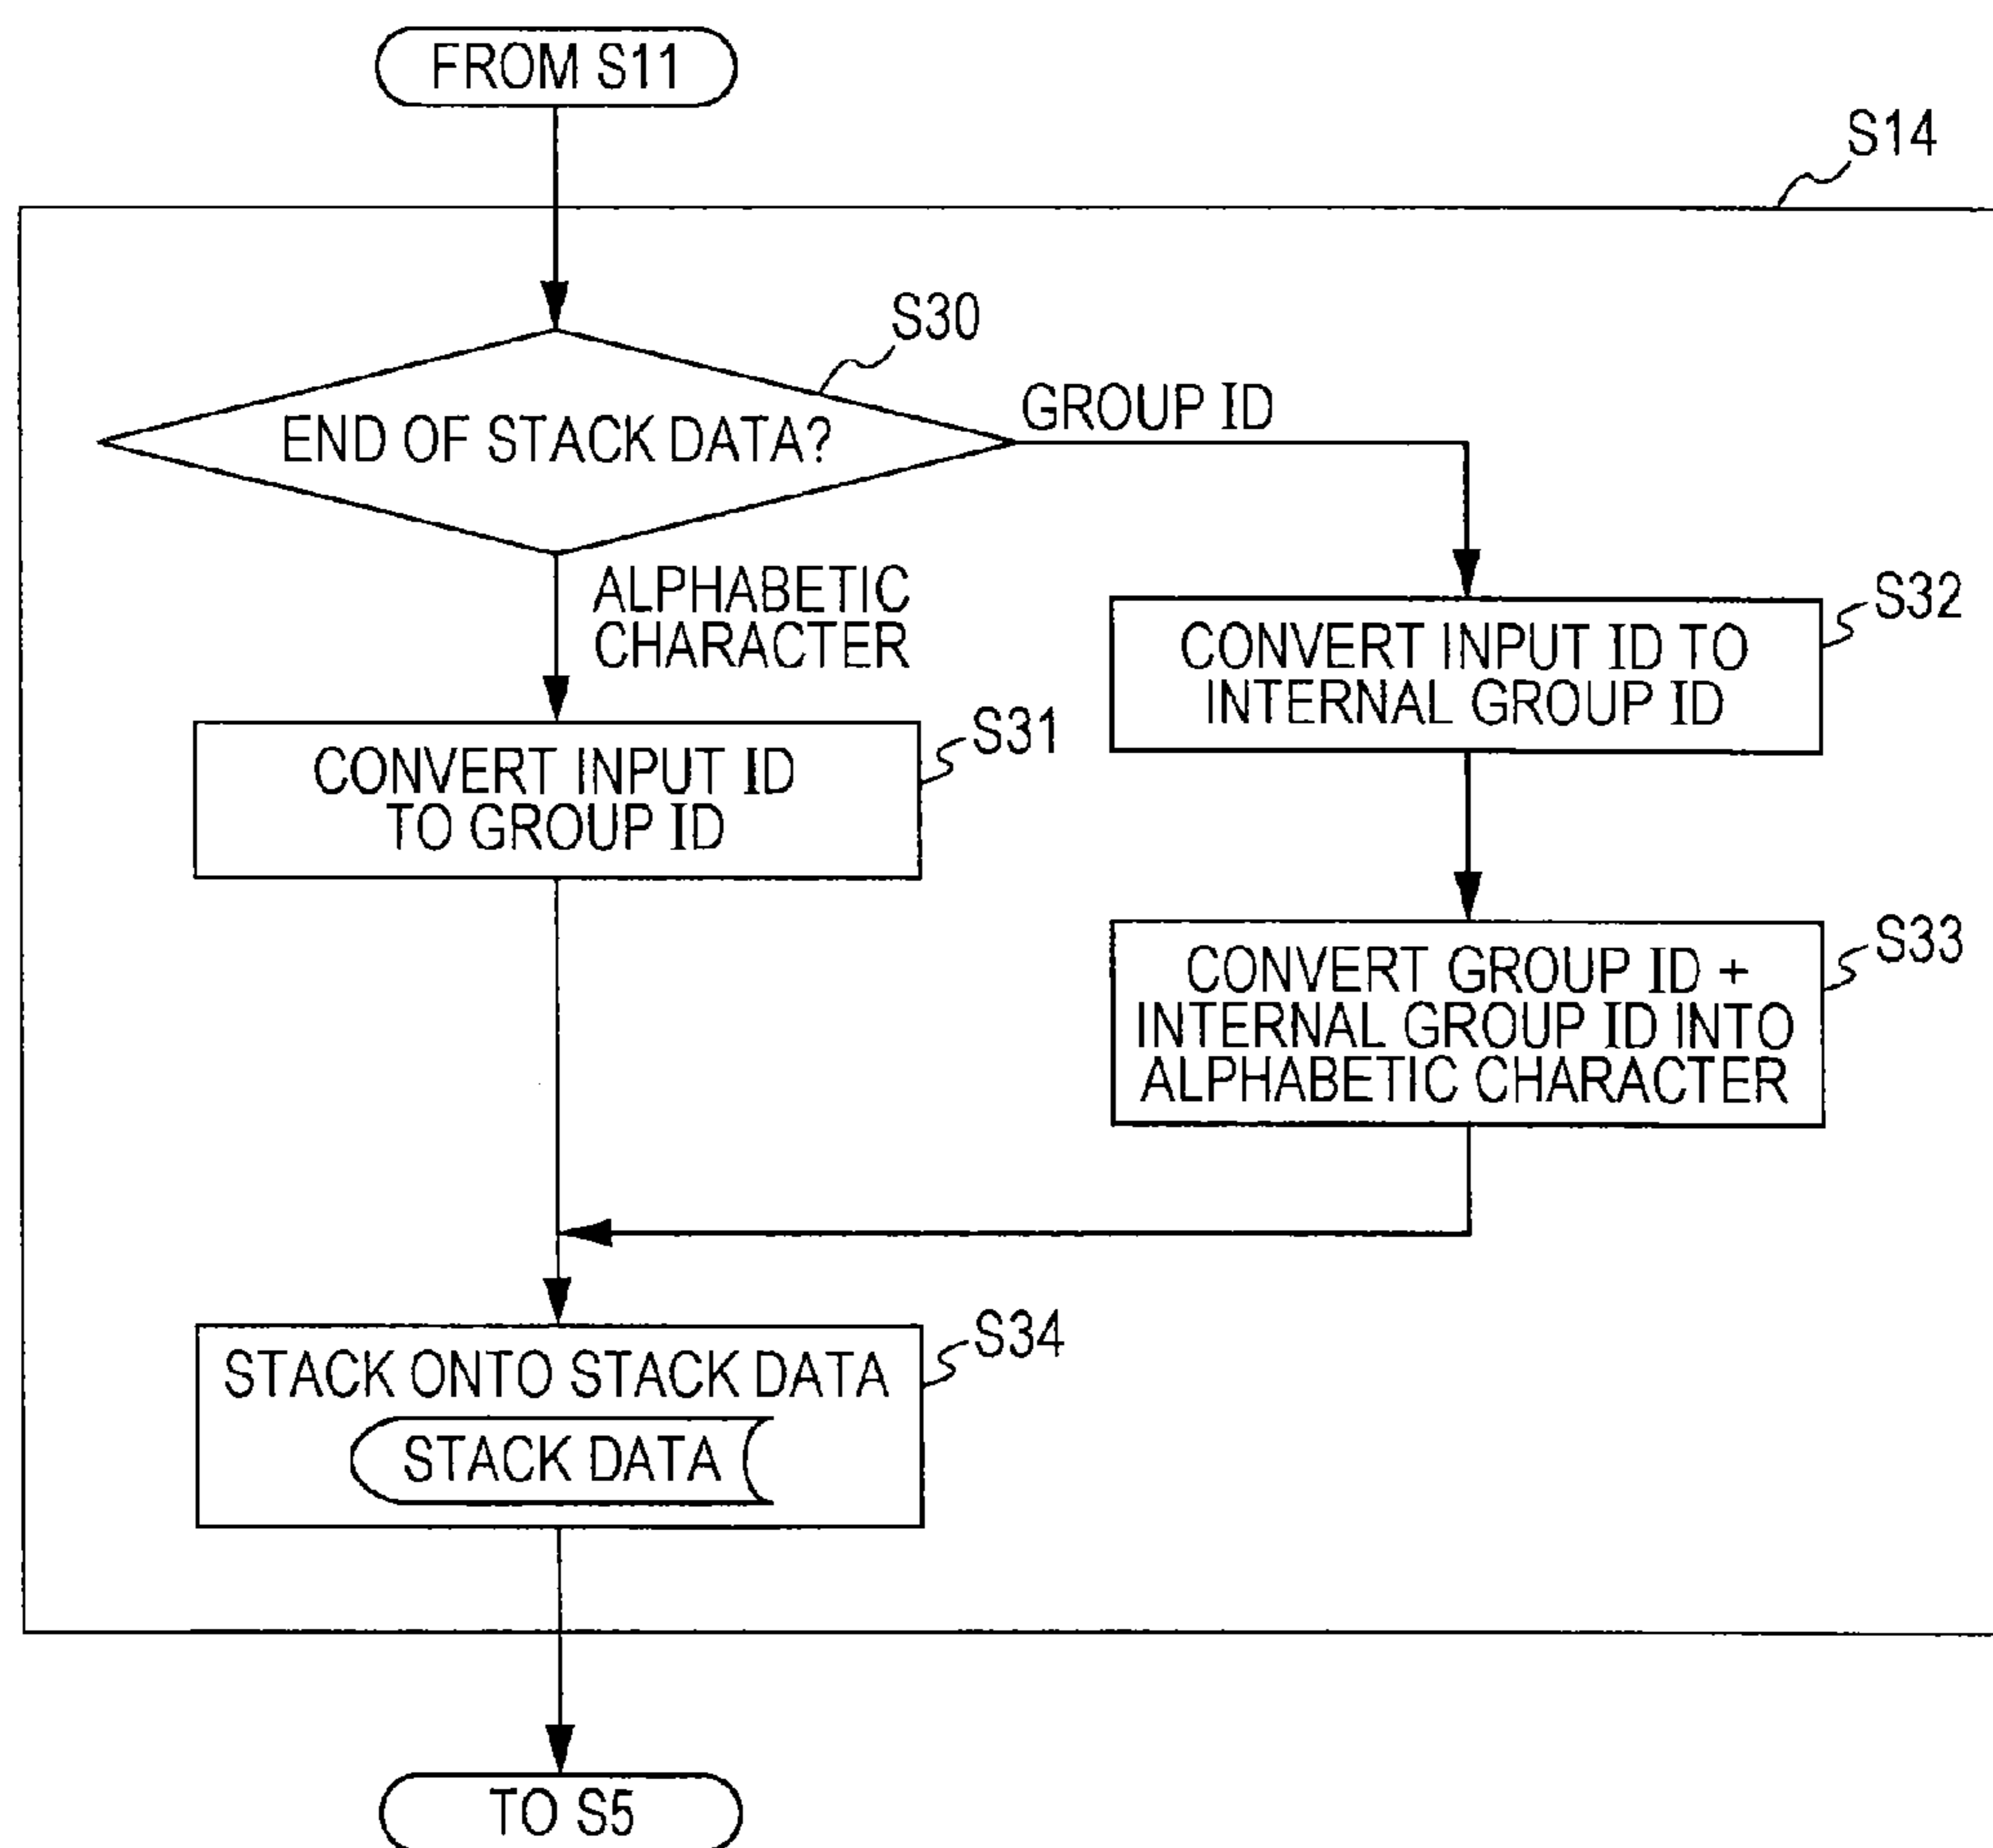 FROM S11
S14
S30
END OF STACK DATA?
GROUP ID
ALPHABETIC
CHARACTER
S32
CONVERT INPUT ID TO
INTERNAL GROUP ID
S31
CONVERT INPUT ID
TO GROUP ID
S33
CONVERT GROUP ID +
INTERNAL GROUP ID INTO
ALPHABETIC CHARACTER
S34
STACK ONTO STACK DATA
STACK DATA
TO S5